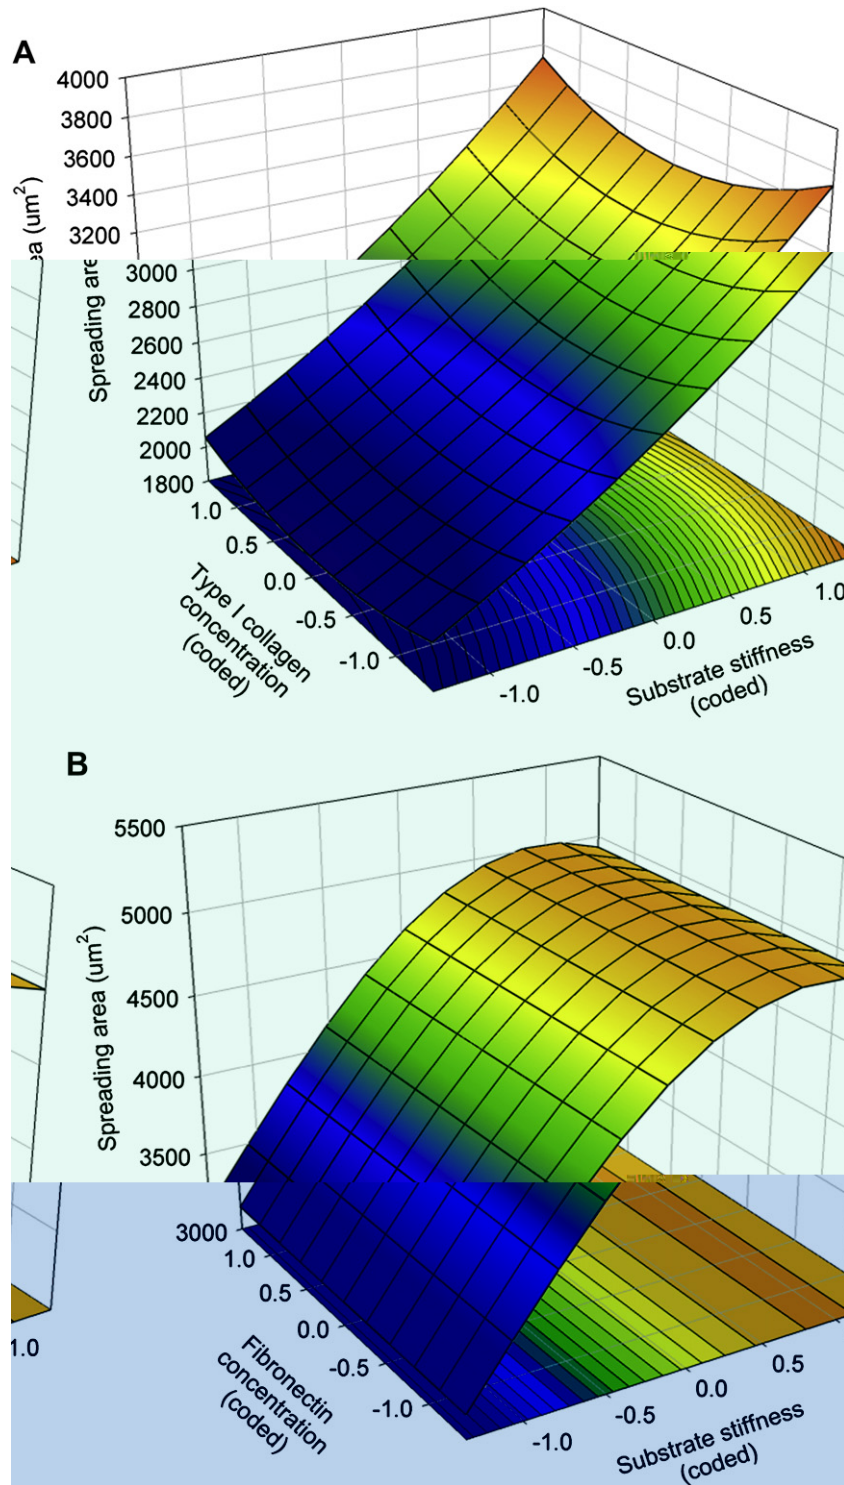 A
4000
3800
3600
3400
3200
3000
2800
2600
2400
2200
2000
1800
Spreading area (um²)
1.0
0.5
0.0
-0.5
-1.0
Type I collagen
concentration
(coded)
-1.0
-0.5
0.0
0.5
1.0
Substrate stiffness
(coded)
B
5500
5000
4500
4000
3500
3000
Spreading area (um²)
1.0
0.5
0.0
-0.5
-1.0
Fibronectin
concentration
(coded)
-1.0
-0.5
0.0
0.5
Substrate stiffness
(coded)
1.0